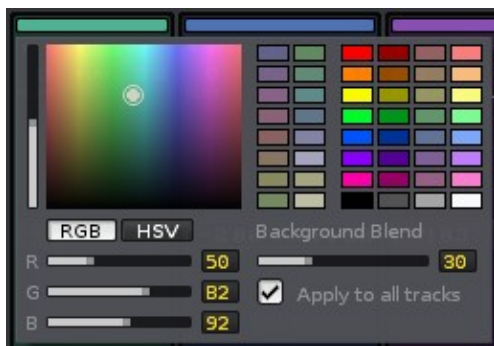 RGB HSV Background Blend
R 50 30
G B2 Apply to all tracks
B 92